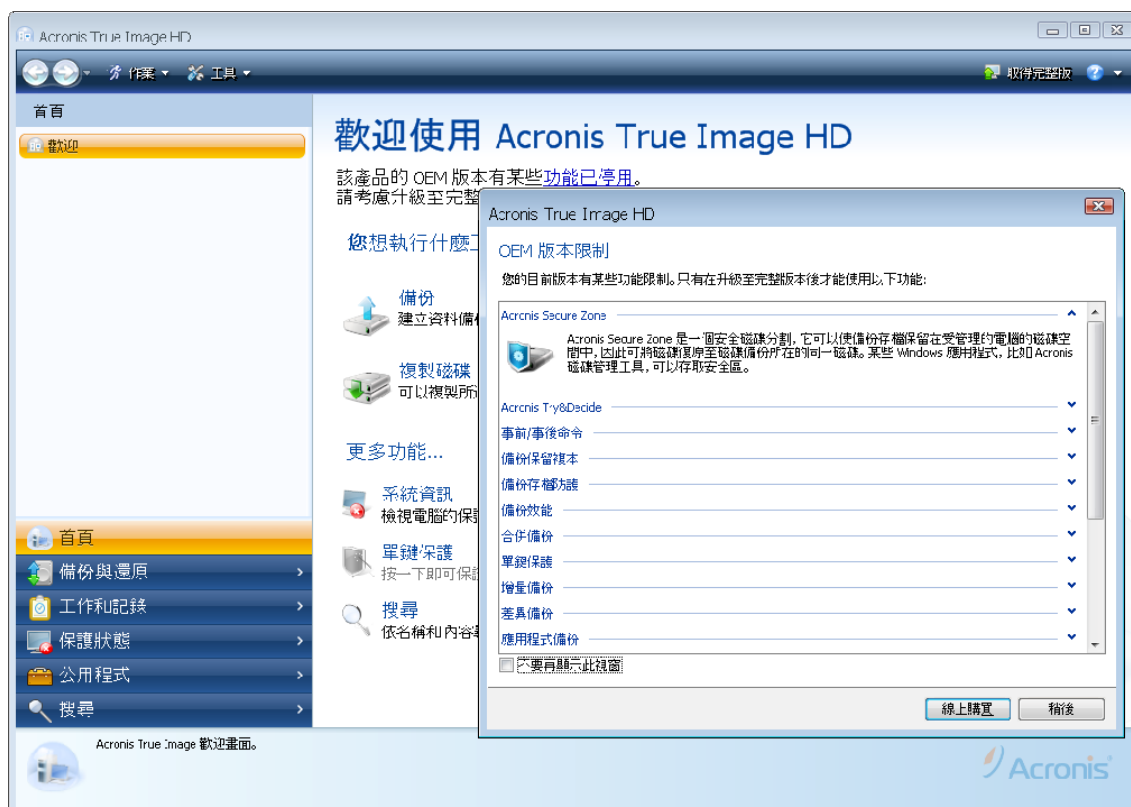 Acronis True Image HD
作業
工具
取得完整版
首頁
歡迎
歡迎使用 Acronis True Image HD
該產品的 OEM 版本有某些功能已停用。
請考慮升級至完整
您想執行什麼
備份
建立資料備
複製磁碟
可以複製所
更多功能...
系統資訊
檢視電腦的保
單鍵保護
按一下即可保
搜尋
依名稱和內容
首頁
備份與還原
工作和記錄
保護狀態
公用程式
搜尋
Acronis True Image 歡迎畫面。
Acronis
Acronis True Image HD
OEM 版本限制
您的目前版本有某些功能限制。只有在升級至完整版本後才能使用以下功能:
Acronis Secure Zone
Acronis Secure Zone 是一個安全磁碟分割，它可以使備份存檔保留在受管理的電腦的磁碟空
間中，因此可將磁碟復原至磁碟備份所在的同一磁碟。某些 Windows 應用程式，比如 Acronis
磁碟管理工具，可以存取安全區。
Acronis Try&Decide
事前/事後命令
備份保留複本
備份存檔防護
備份效能
合併備份
單鍵保護
增量備份
差異備份
應用程式備份
不要再顯示此視窗
線上購買
稍後